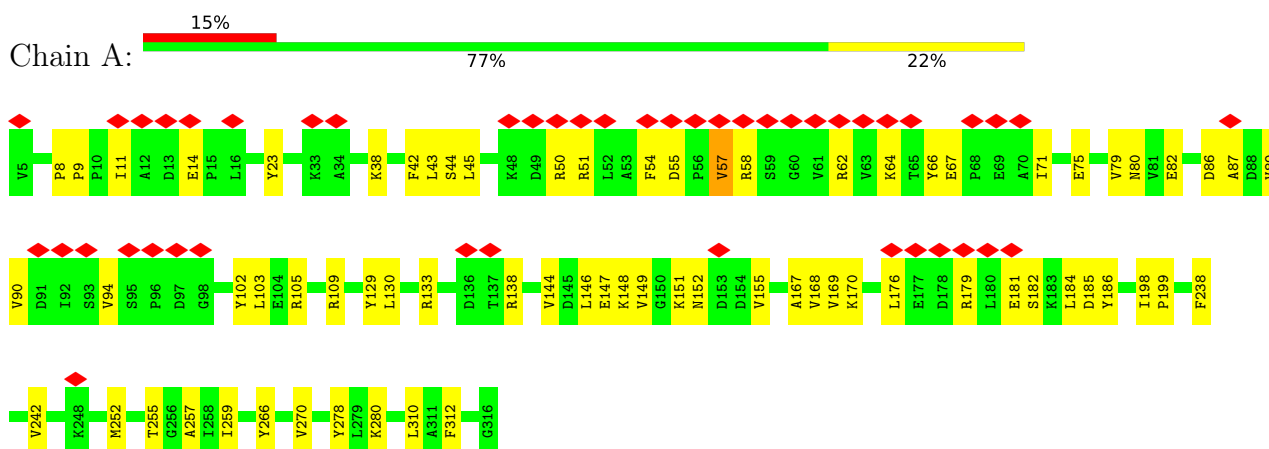 15%
Chain A:
77% 22%
V5 P8 P9 P10 I11 A12 D13 E14 P15 L16 Y23 K33 A34 K38 F42 L43 S44 L45 K48 D49 R50 R51 L52 A53 F54 D55 P56 V57 R58 S59 G60 V61 R62 V63 K64 T65 Y66 E67 P68 E69 A70 I71 E75 V79 N80 V81 E82 D86 A87 D88
V90 D91 I92 S93 V94 S95 P96 D97 G98 Y102 L103 E104 R105 R109 Y129 L130 R133 D136 T137 R138 V144 D145 L146 E147 K148 V149 G150 K151 N152 D153 D154 V155 A167 V168 V169 K170 L176 E177 D178 R179 L180 E181 S182 K183 L184 D185 Y186 I198 P199 F238
V242 K248 M252 T255 G256 A257 I258 I259 Y266 V270 Y278 L279 K280 L310 A311 F312 G316